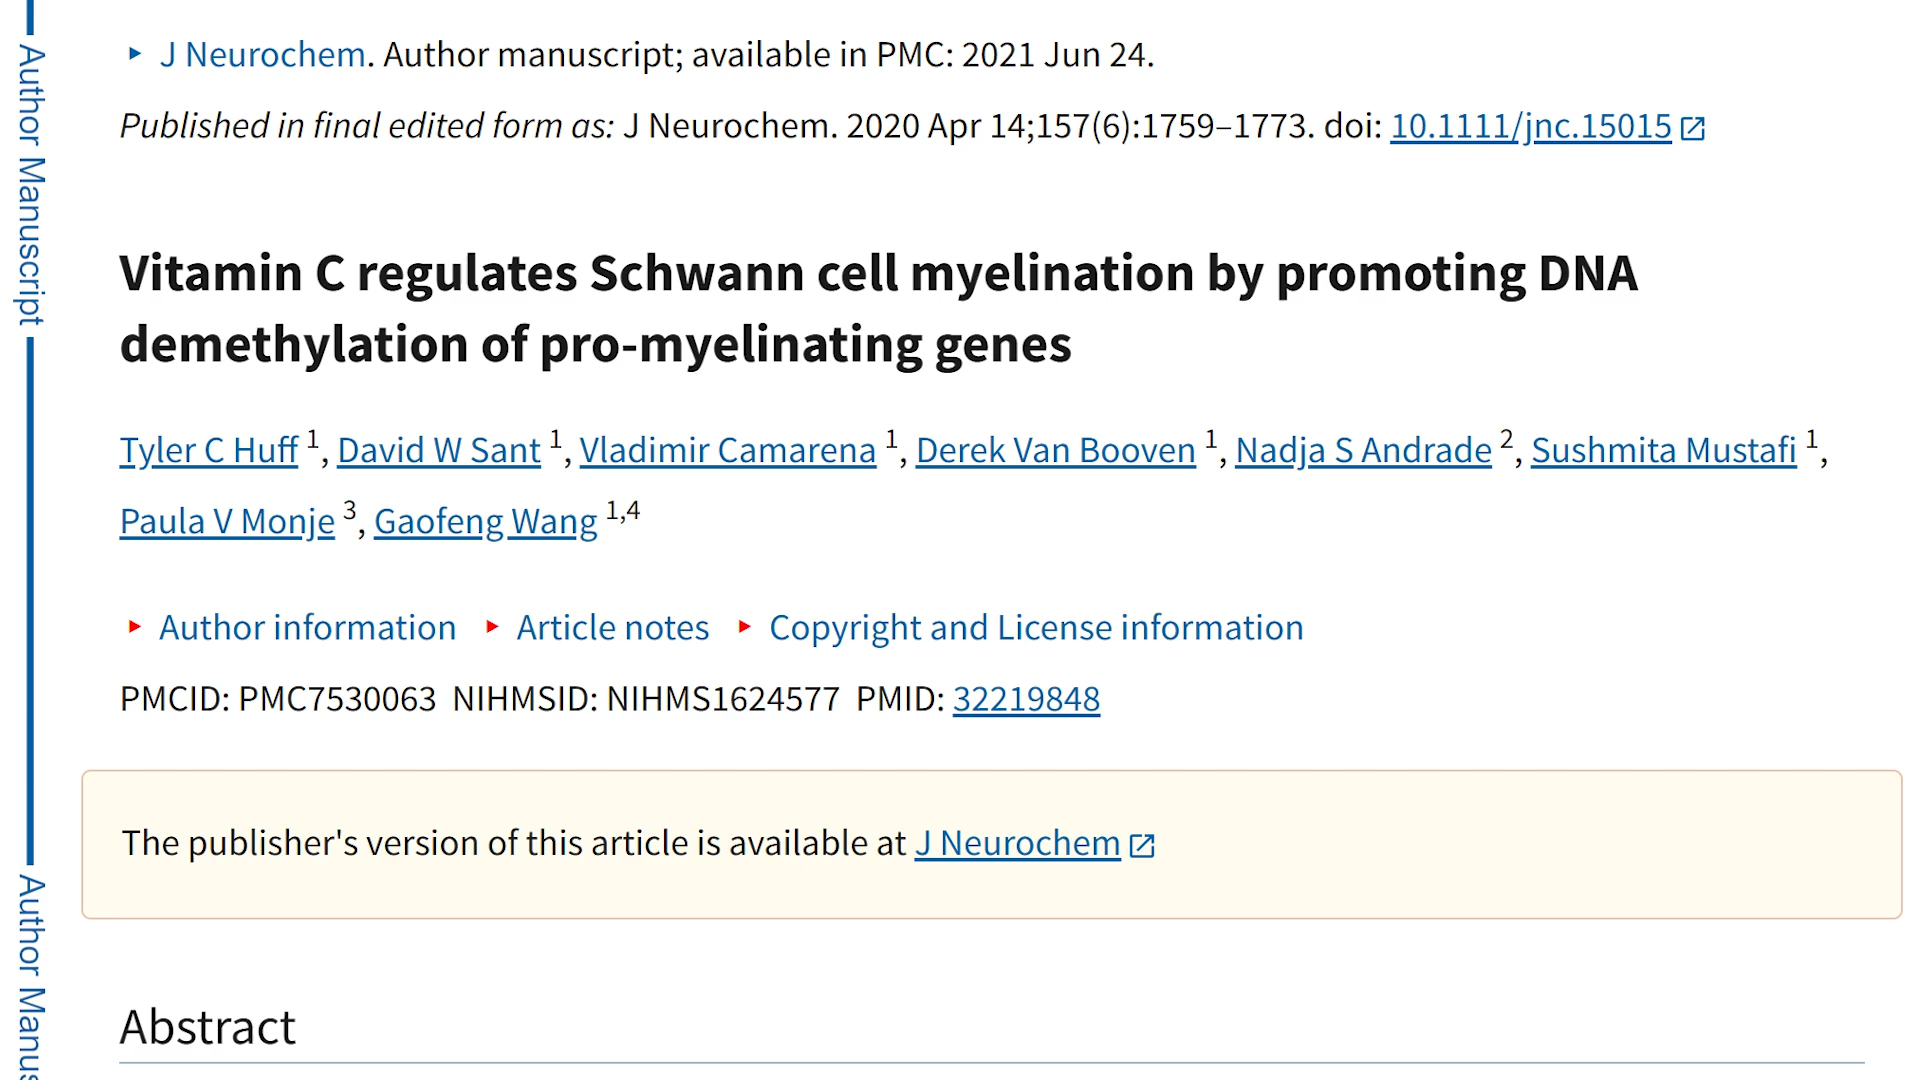 J Neurochem. Author manuscript; available in PMC: 2021 Jun 24.
Published in final edited form as: J Neurochem. 2020 Apr 14;157(6):1759–1773. doi: 10.1111/jnc.15015
Vitamin C regulates Schwann cell myelination by promoting DNA
demethylation of pro-myelinating genes
Tyler C Huff 1, David W Sant 1, Vladimir Camarena 1, Derek Van Booven 1, Nadja S Andrade 2, Sushmita Mustafi 1,
Paula V Monje 3, Gaofeng Wang 1,4
Author information Article notes Copyright and License information
PMCID: PMC7530063 NIHMSID: NIHMS1624577 PMID: 32219848
The publisher's version of this article is available at J Neurochem
Abstract
Author Manuscript
Author Manus